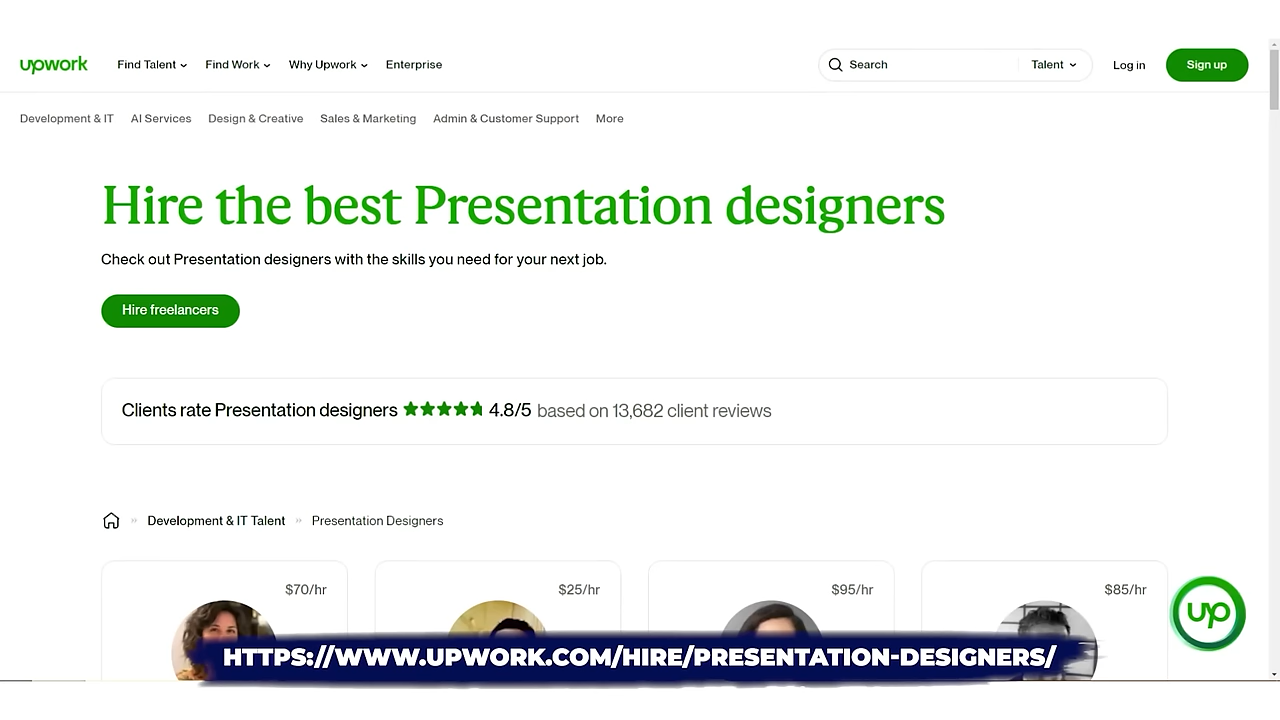 upwork Find Talent Find Work Why Upwork Enterprise Search Talent Log in Sign up
Development & IT AI Services Design & Creative Sales & Marketing Admin & Customer Support More
Hire the best Presentation designers
Check out Presentation designers with the skills you need for your next job.
Hire freelancers
Clients rate Presentation designers 4.8/5 based on 13,682 client reviews
Development & IT Talent » Presentation Designers
$70/hr $25/hr $95/hr $85/hr
up
HTTPS://WWW.UPWORK.COM/HIRE/PRESENTATION-DESIGNERS/